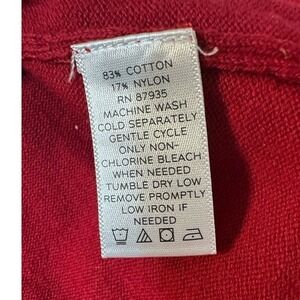 83% COTTON
17% NYLON
RN 87935
MACHINE WASH
COLD SEPARATELY
GENTLE CYCLE
ONLY NON-
CHLORINE BLEACH
WHEN NEEDED
TUMBLE DRY LOW
REMOVE PROMPTLY
LOW IRON IF
NEEDED